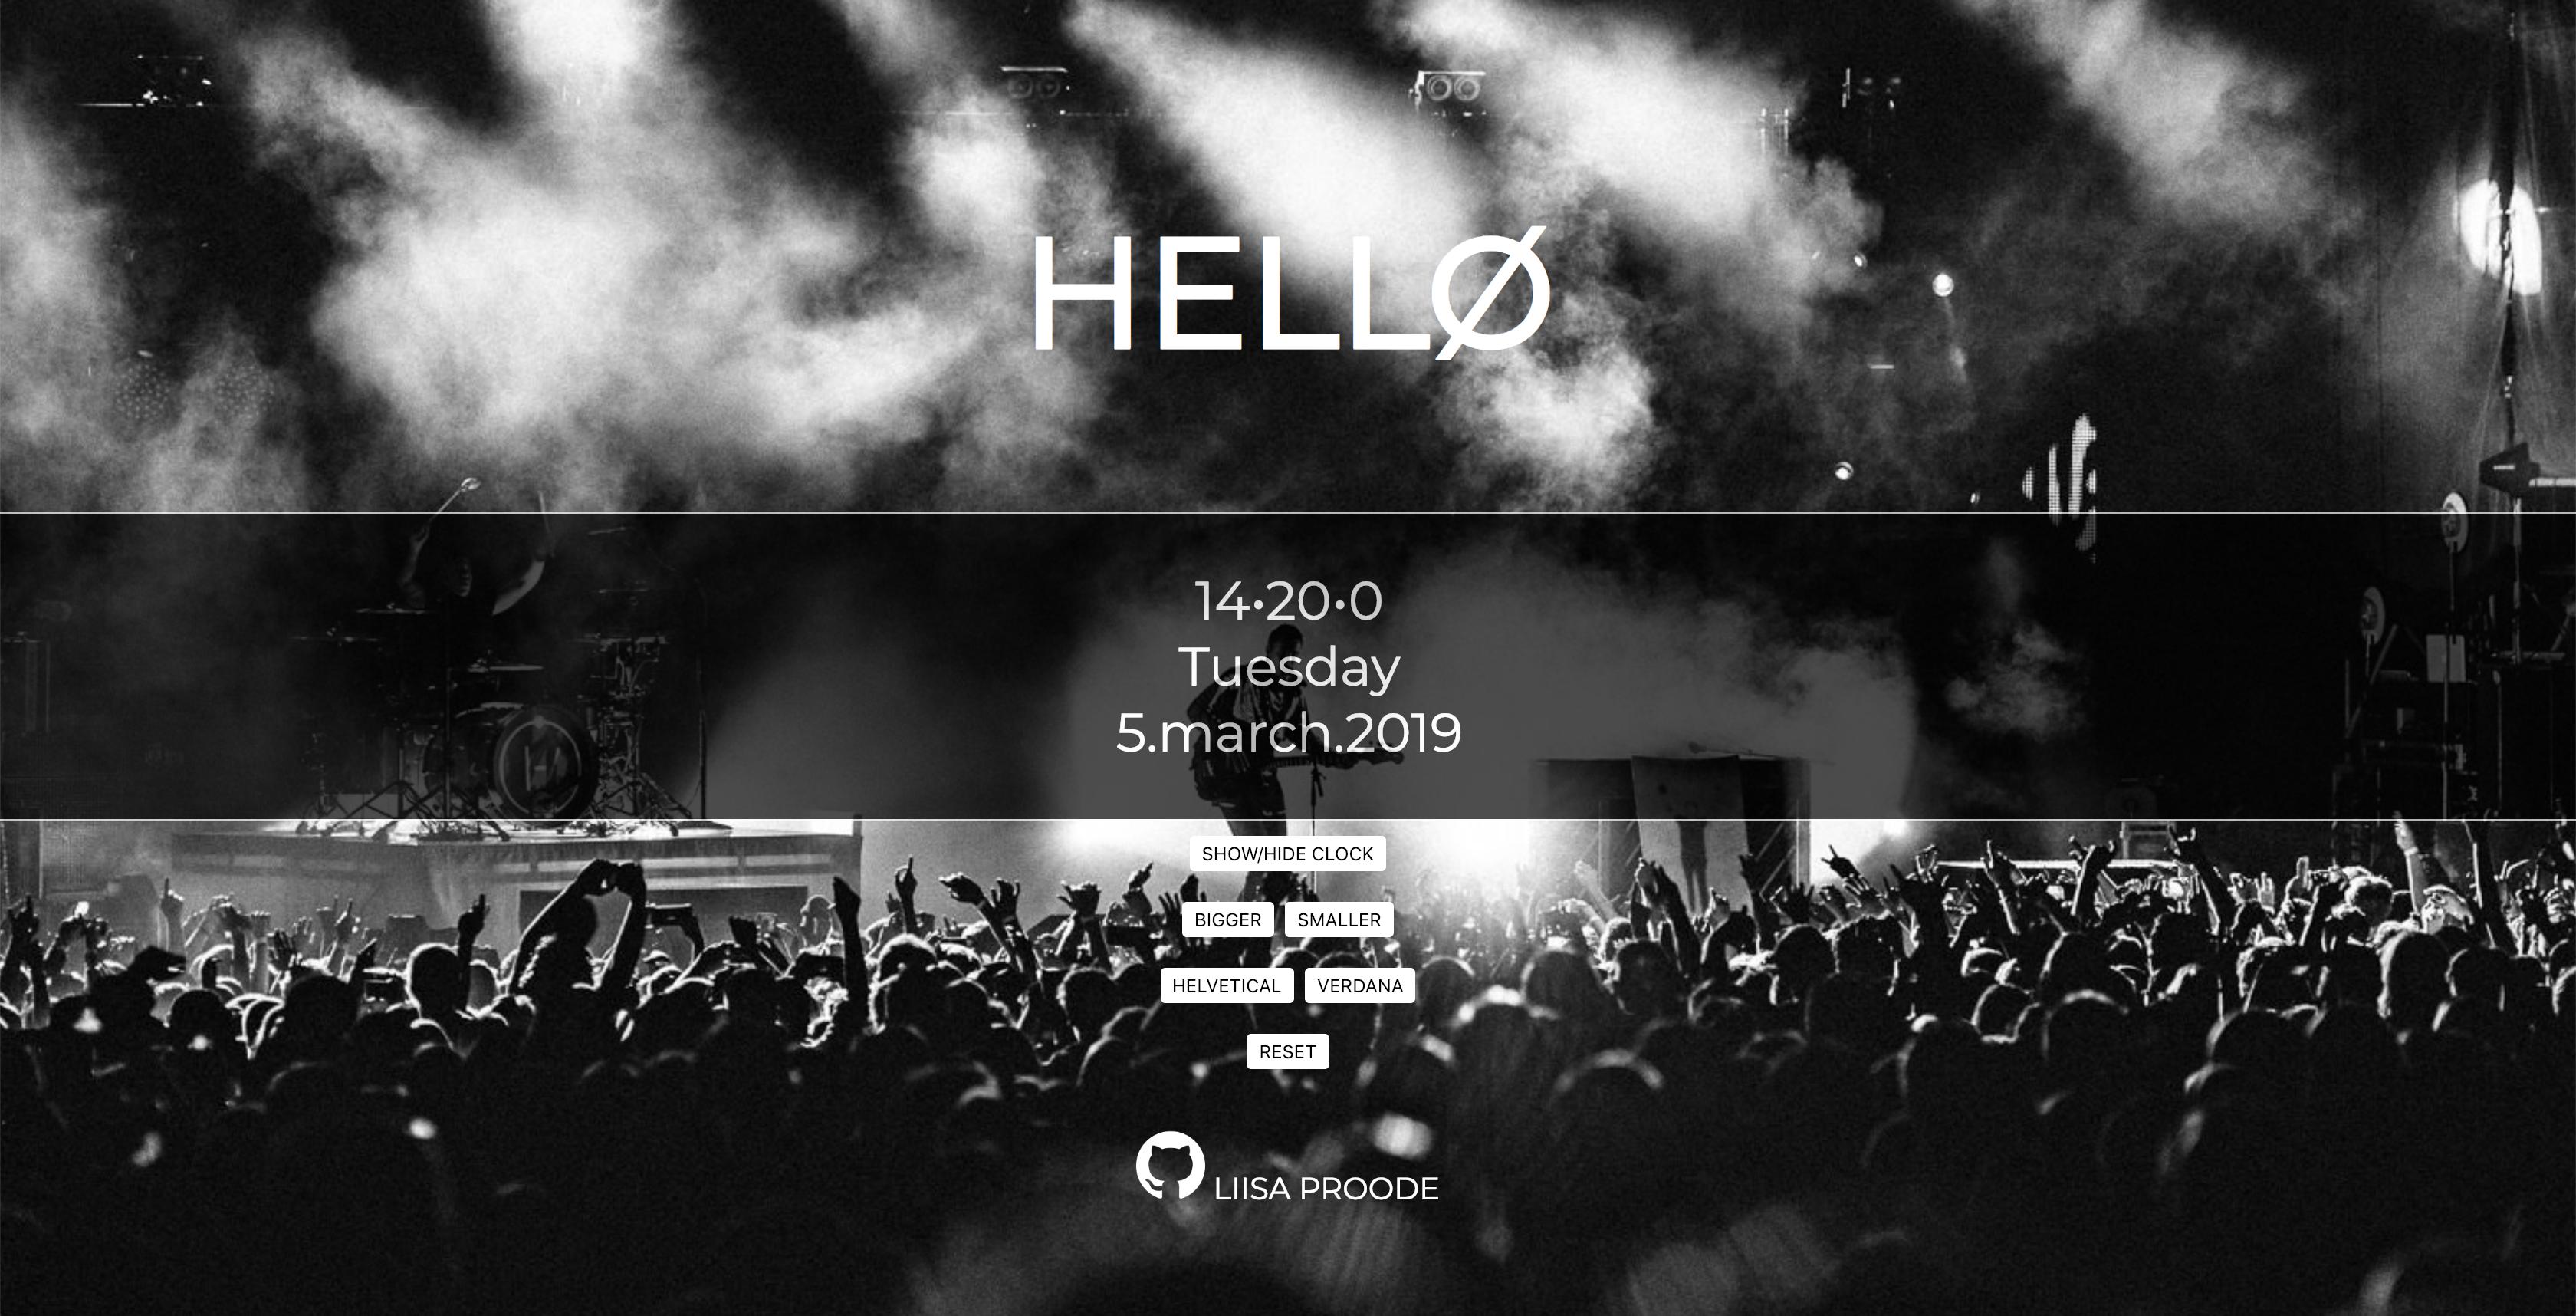 HELLØ
14•20•0
Tuesday
5.march.2019
SHOW/HIDE CLOCK
BIGGER SMALLER
HELVETICAL VERDANA
RESET
LIISA PROODE